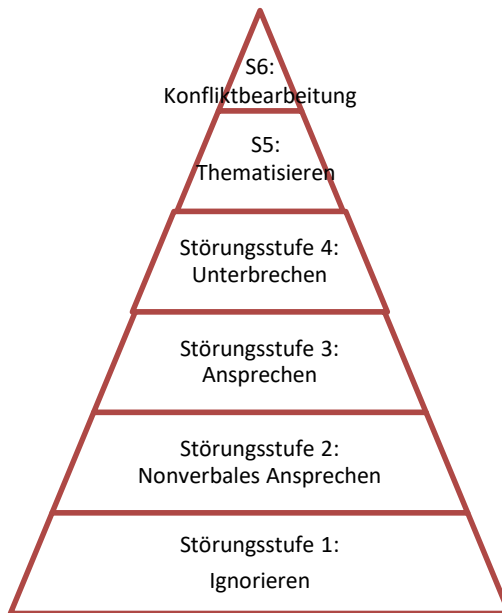 S6:
Konfliktbearbeitung
S5:
Thematisieren
Störungsstufe 4:
Unterbrechen
Störungsstufe 3:
Ansprechen
Störungsstufe 2:
Nonverbales Ansprechen
Störungsstufe 1:
Ignorieren